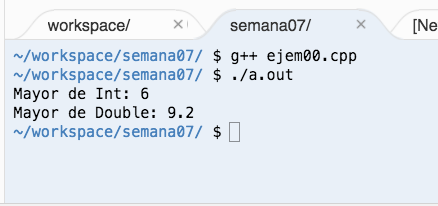 workspace/ × semana07/ × [Ne
~/workspace/semana07/ $ g++ ejem00.cpp
~/workspace/semana07/ $ ./a.out
Mayor de Int: 6
Mayor de Double: 9.2
~/workspace/semana07/ $